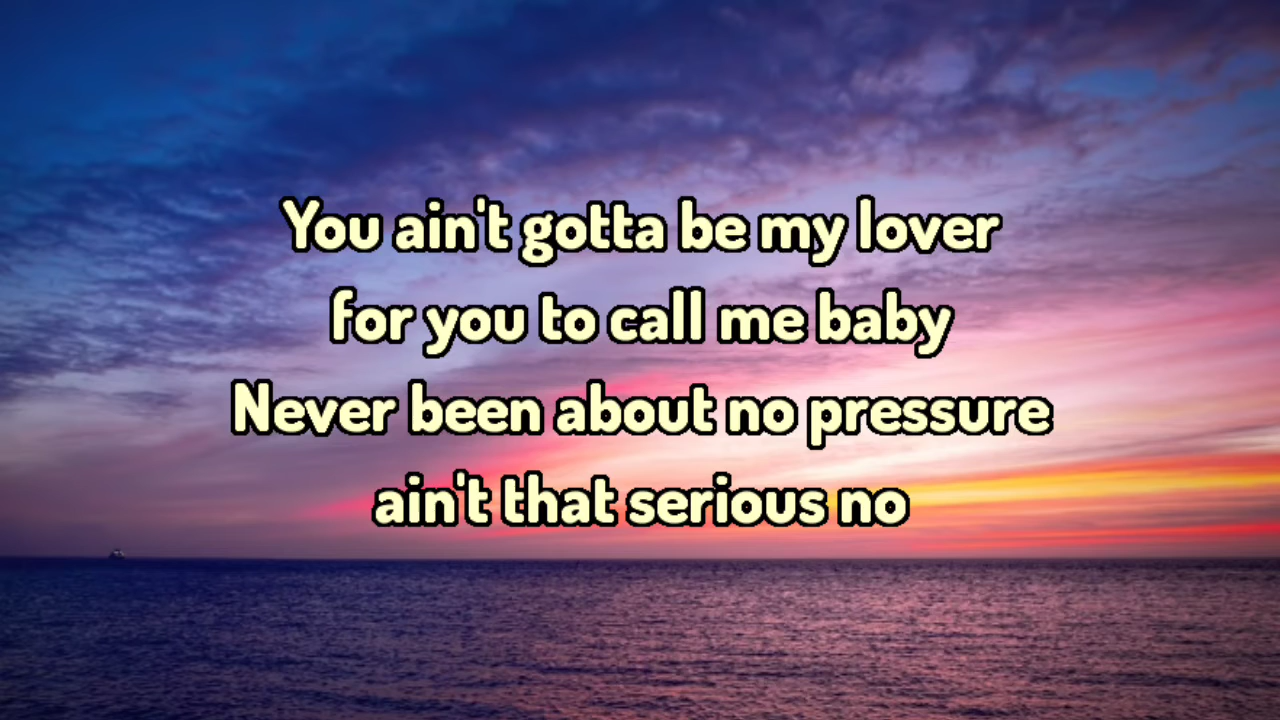 You ain't gotta be my lover
for you to call me baby
Never been about no pressure
ain't that serious no